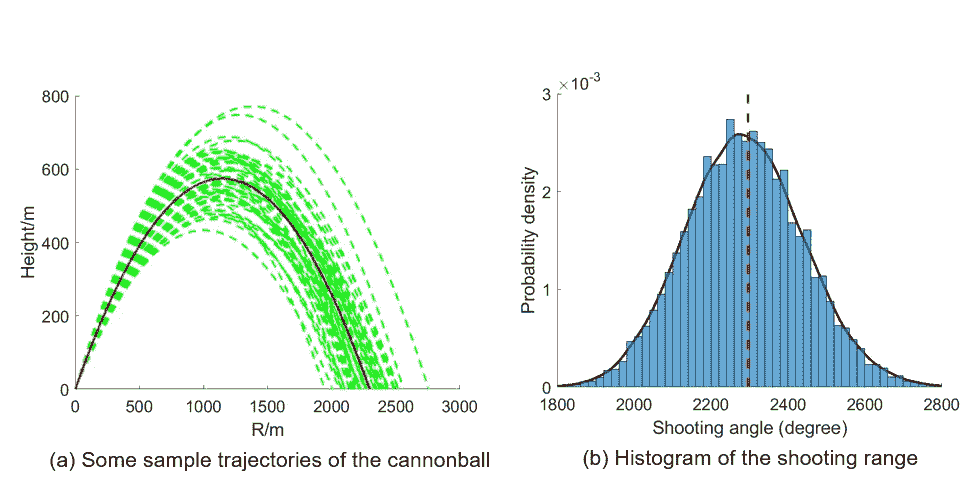 800
600
400
200
0
Height/m
0 500 1000 1500 2000 2500 3000
R/m
(a) Some sample trajectories of the cannonball
×10-3
3
2
1
0
Probability density
1800 2000 2200 2400 2600 2800
Shooting angle (degree)
(b) Histogram of the shooting range